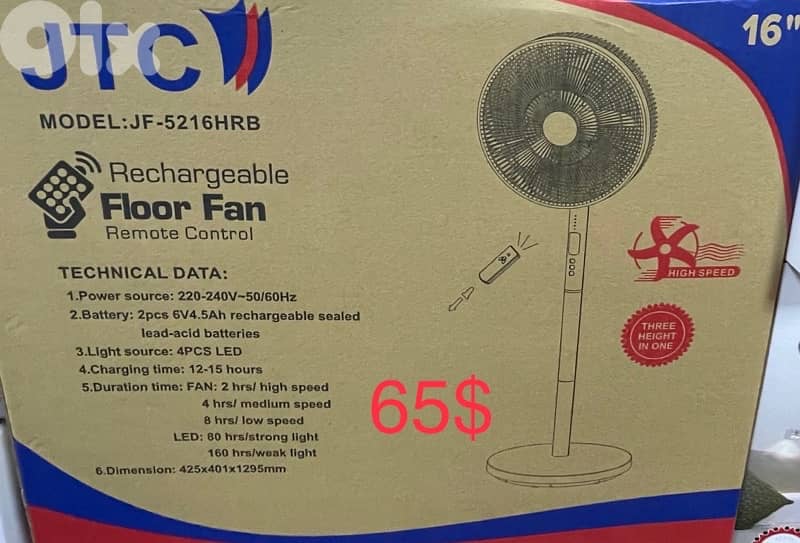 olx
JTC
16"
MODEL:JF-5216HRB
Rechargeable
Floor Fan
Remote Control
TECHNICAL DATA:
1.Power source: 220-240V~50/60Hz
2.Battery: 2pcs 6V4.5Ah rechargeable sealed
lead-acid batteries
3.Light source: 4PCS LED
4.Charging time: 12-15 hours
5.Duration time: FAN: 2 hrs/ high speed
4 hrs/ medium speed
8 hrs/ low speed
LED: 80 hrs/strong light
160 hrs/weak light
6.Dimension: 425x401x1295mm
HIGH SPEED
THREE
HEIGHT
IN ONE
65$